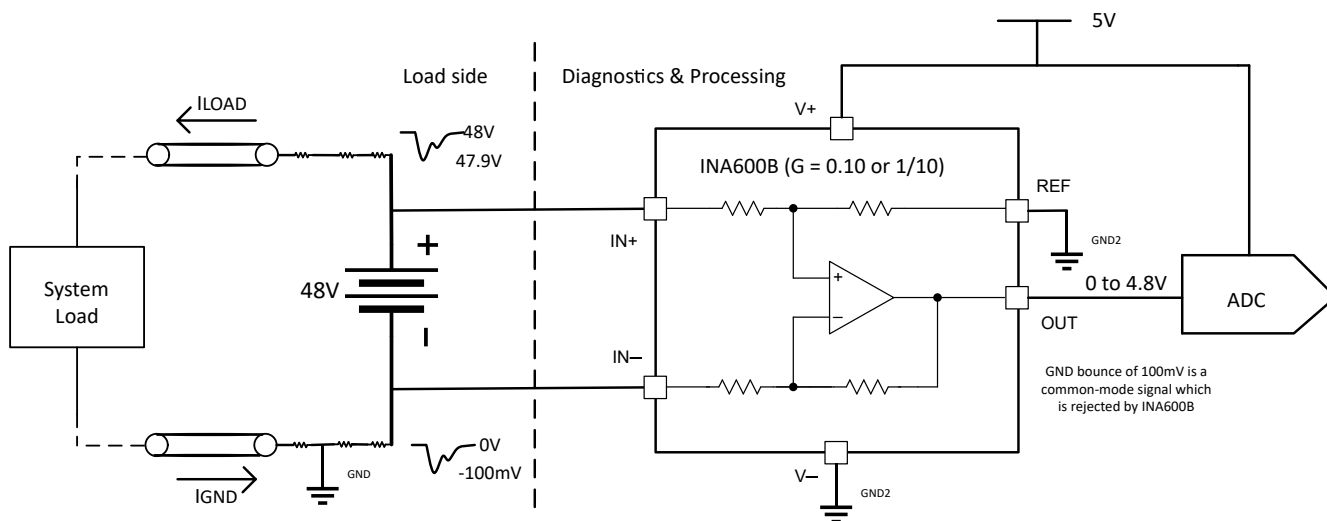 5V
Load side
Diagnostics & Processing
ILOAD
V+
48V
47.9V
INA600B (G = 0.10 or 1/10)
REF
IN+
GND2
+
+
System
Load
48V
0 to 4.8V
ADC
–
OUT
IN–
GND bounce of 100mV is a
common-mode signal which
is rejected by INA600B
0V
-100mV
GND
V–
IGND
GND2